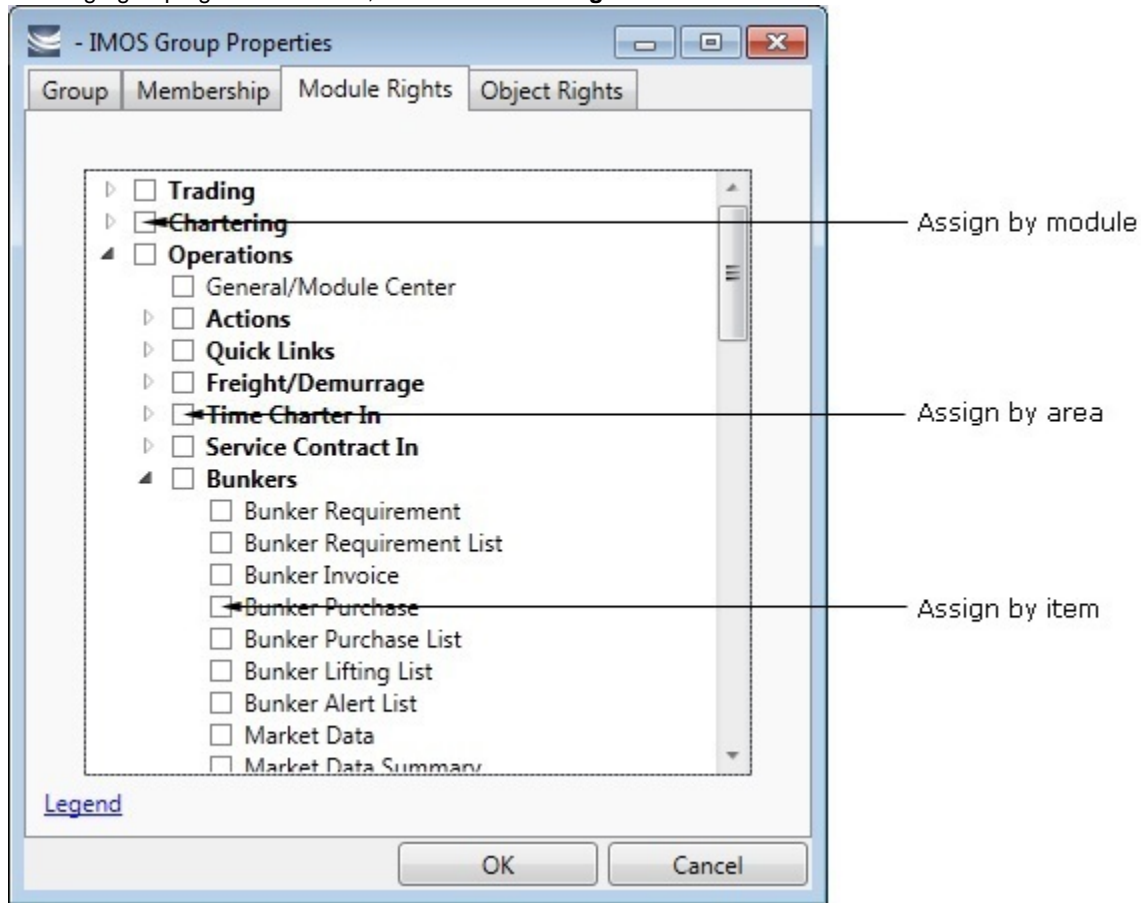 - IMOS Group Properties
Group Membership Module Rights Object Rights
Trading
Chartering
Assign by module
Operations
General/Module Center
Actions
Quick Links
Freight/Demurrage
Time Charter In
Assign by area
Service Contract In
Bunkers
Bunker Requirement
Bunker Requirement List
Bunker Invoice
Bunker Purchase
Assign by item
Bunker Purchase List
Bunker Lifting List
Bunker Alert List
Market Data
Market Data Summary
Legend
OK Cancel